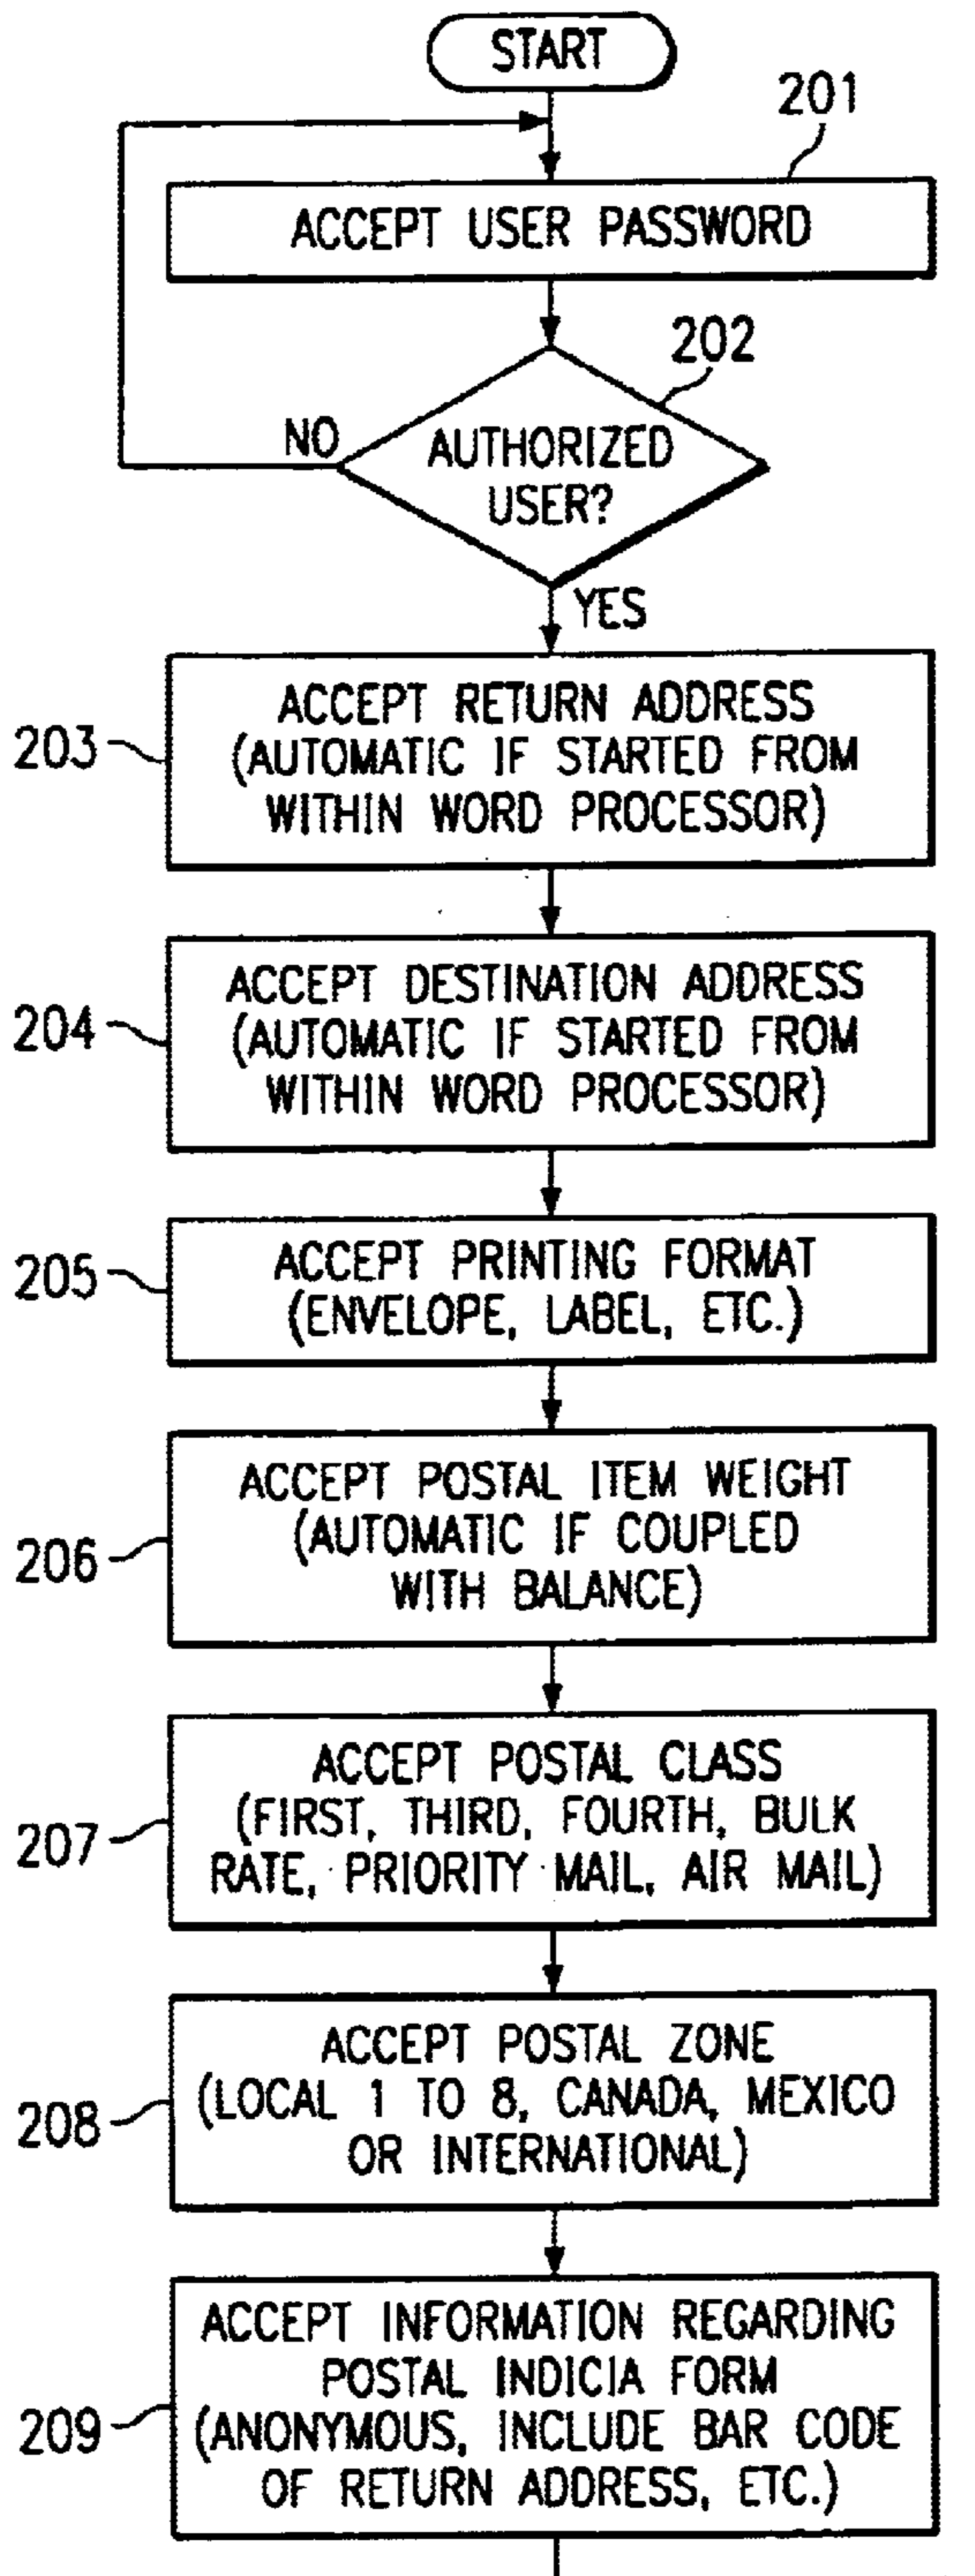 START
201
ACCEPT USER PASSWORD
202
NO
AUTHORIZED
USER?
YES
203
ACCEPT RETURN ADDRESS
(AUTOMATIC IF STARTED FROM
WITHIN WORD PROCESSOR)
204
ACCEPT DESTINATION ADDRESS
(AUTOMATIC IF STARTED FROM
WITHIN WORD PROCESSOR)
205
ACCEPT PRINTING FORMAT
(ENVELOPE, LABEL, ETC.)
206
ACCEPT POSTAL ITEM WEIGHT
(AUTOMATIC IF COUPLED
WITH BALANCE)
207
ACCEPT POSTAL CLASS
(FIRST, THIRD, FOURTH, BULK
RATE, PRIORITY MAIL, AIR MAIL)
208
ACCEPT POSTAL ZONE
(LOCAL 1 TO 8, CANADA, MEXICO
OR INTERNATIONAL)
209
ACCEPT INFORMATION REGARDING
POSTAL INDICIA FORM
(ANONYMOUS, INCLUDE BAR CODE
OF RETURN ADDRESS, ETC.)